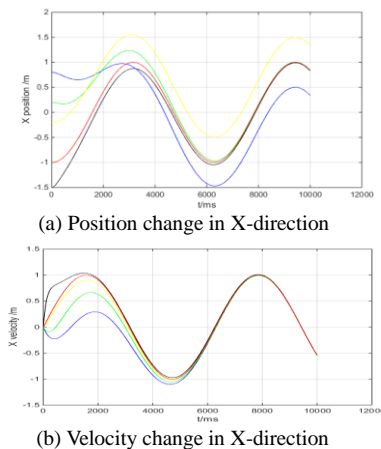 2
1.5
1
0.5
0
-0.5
-1
-1.5
X position /m
0 2000 4000 6000 8000 10000 12000
t/ms
(a) Position change in X-direction
1.5
1
0.5
0
-0.5
-1
-1.5
X velocity /m
0 2000 4000 6000 8000 10000 1200
t/ms
(b) Velocity change in X-direction